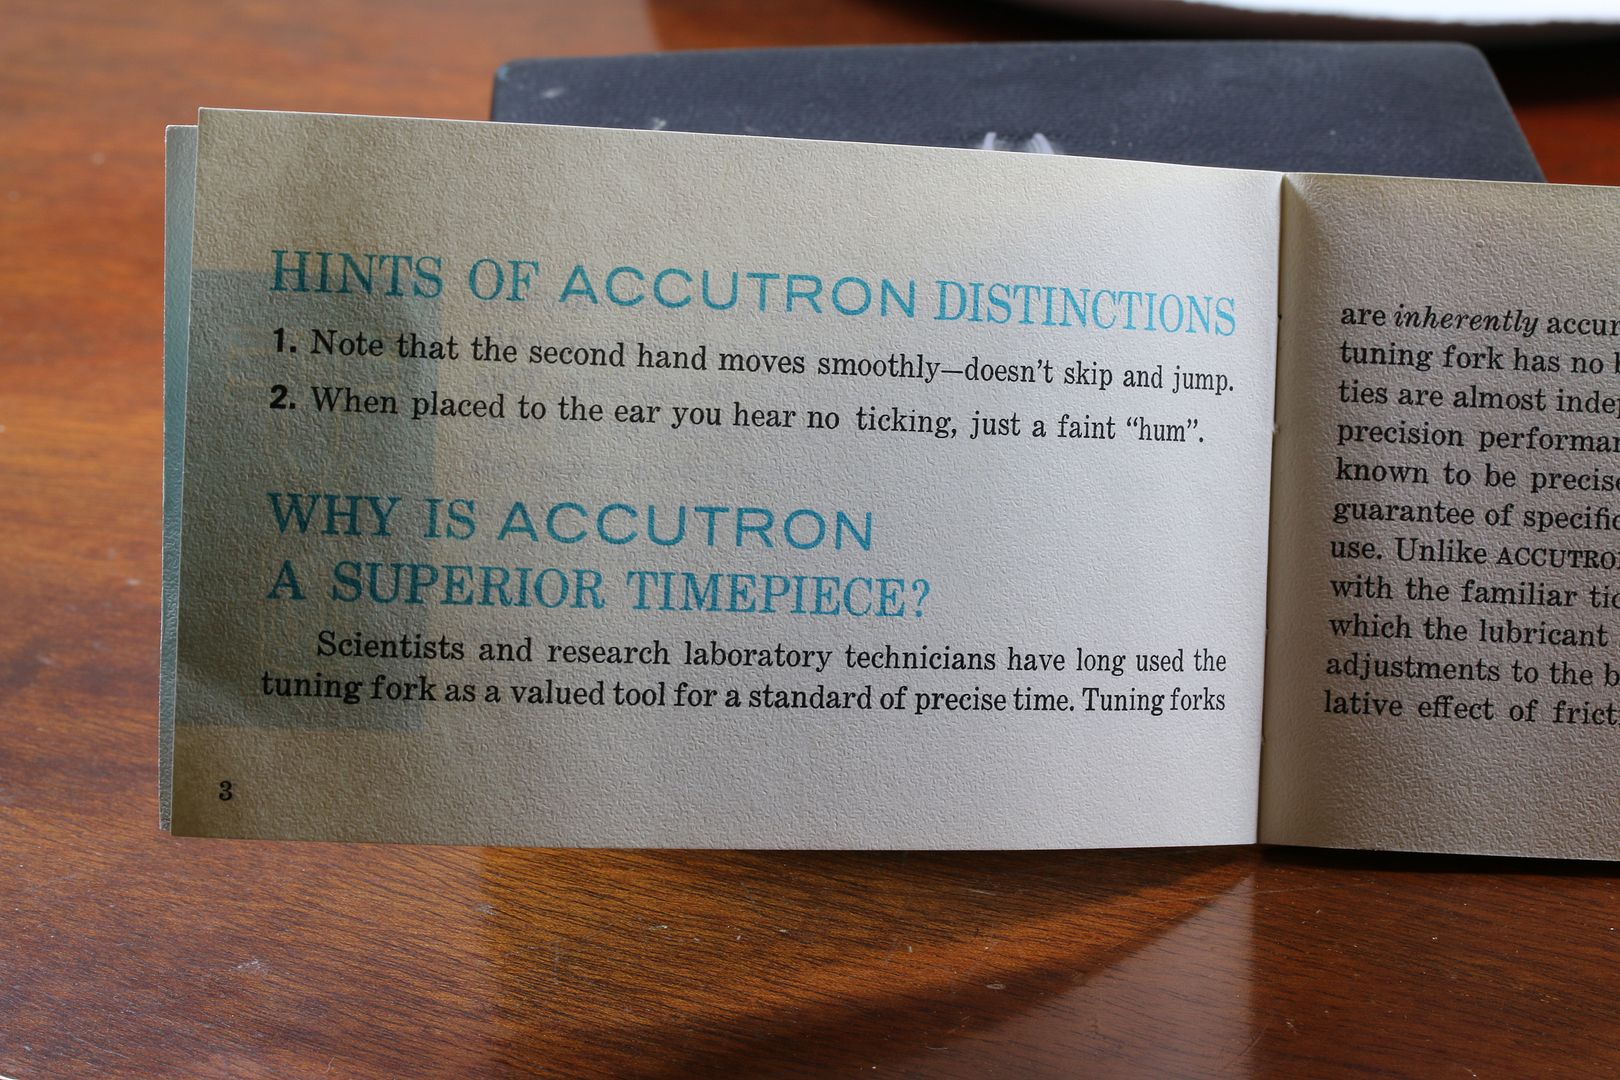 HINTS OF ACCUTRON DISTINCTIONS
1. Note that the second hand moves smoothly—doesn't skip and jump.
2. When placed to the ear you hear no ticking, just a faint “hum”.
WHY IS ACCUTRON
A SUPERIOR TIMEPIECE?
Scientists and research laboratory technicians have long used the
tuning fork as a valued tool for a standard of precise time. Tuning forks
3
are inherently
tuning fork has no
ties are almost
precision
known to be
guarantee of
use. Unlike
with the familiar
which the lubricant
adjustments to the
lative effect of